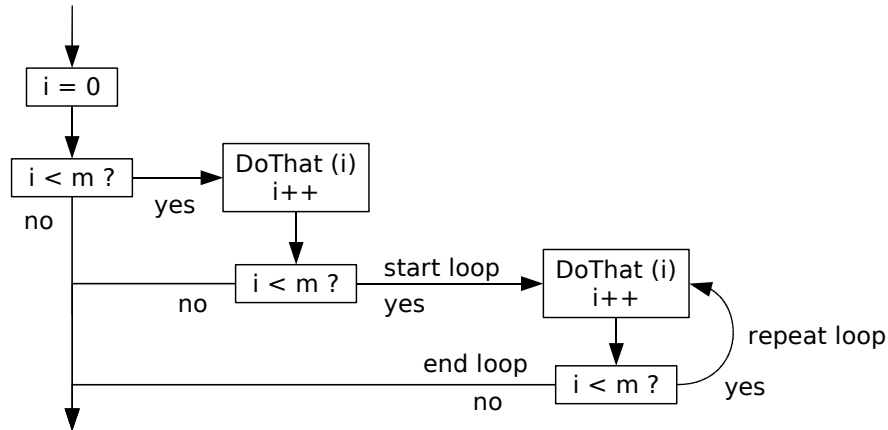 i = 0
i < m ?
yes
no
DoThat (i)
i++
i < m ?
no
start loop
yes
DoThat (i)
i++
repeat loop
i < m ?
yes
end loop
no